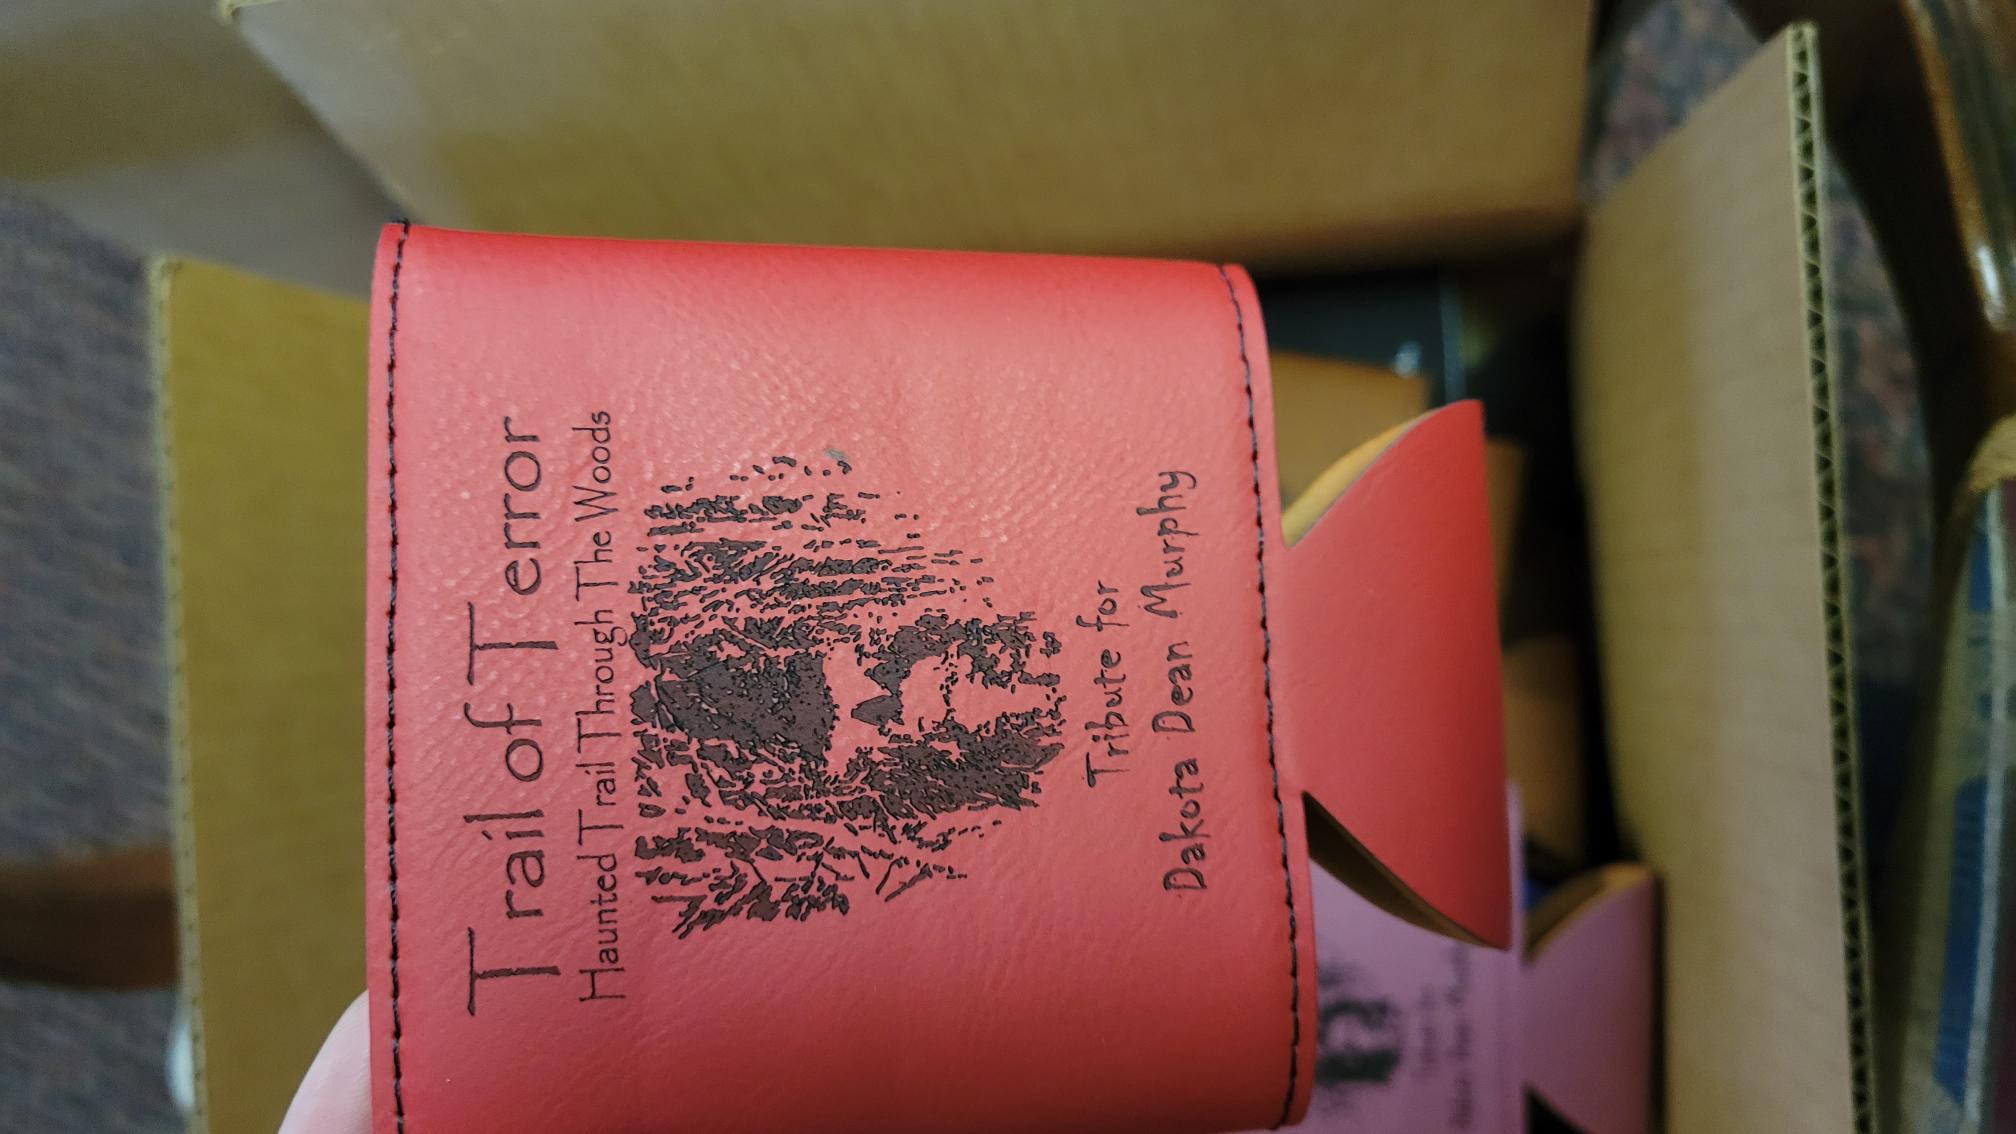 Trail of Terror
Haunted Trail Through The Woods
Tribute for
Dakota Dean Murphy